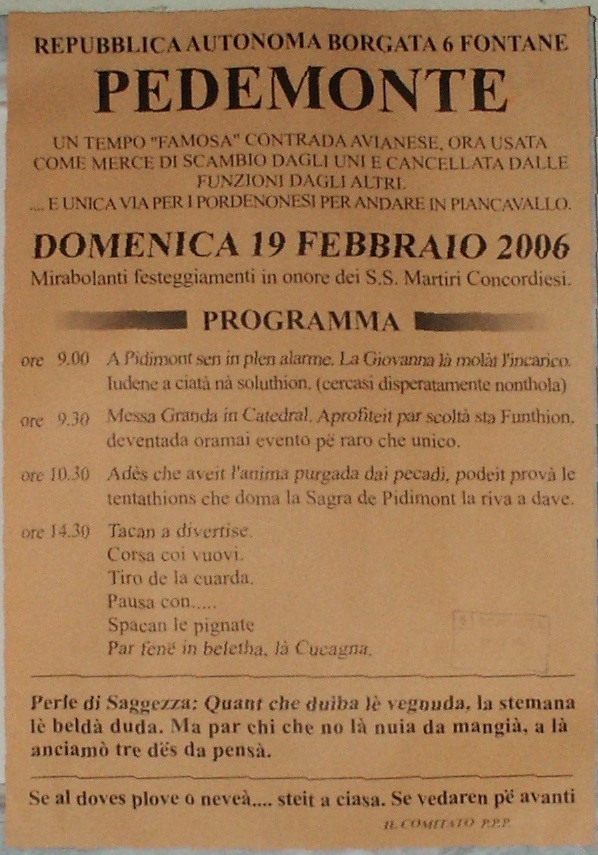 REPUBBLICA AUTONOMA BORGATA 6 FONTANE
PEDEMONTE
UN TEMPO "FAMOSA" CONTRADA AVIANESE, ORA USATA
COME MERCE DI SCAMBIO DAGLI UNI E CANCELLATA DALLE
FUNZIONI DAGLI ALTRI.
.... E UNICA VIA PER I PORDENONESI PER ANDARE IN PIANCAVALLO.
DOMENICA 19 FEBBRAIO 2006
Mirabolanti festeggiamenti in onore dei S.S. Martiri Concordiesi.
PROGRAMMA
ore 9.00 A Pidimont sen in plen alarme. La Giovanna là molàt l'incarico.
Iudene a ciatà nà soluthion. (cercasi disperatamente nonthola)
ore 9.30 Messa Granda in Catedral. Aprofiteit par scoltà sta Funthion,
deventada oramai evento pë raro che unico.
ore 10.30 Adès che aveit l'anima purgada dai pecadi, podeit provà le
tentathions che doma la Sagra de Pidimont la riva a dave.
ore 14.30 Tacan a divertise.
Corsa coi vuovi.
Tiro de la cuarda.
Pausa con.....
Spacan le pignate
Par fenë in beletha, là Cucagna.
Perle di Saggezza: Quant che duiba lè vegnuda, la stemana
lè beldà duda. Ma par chi che no là nuia da mangià, a là
anciamò tre dës da pensà.
Se al doves plove o neveà.... steit a ciasa. Se vedaren pë avanti
IL COMITATO P.P.P.